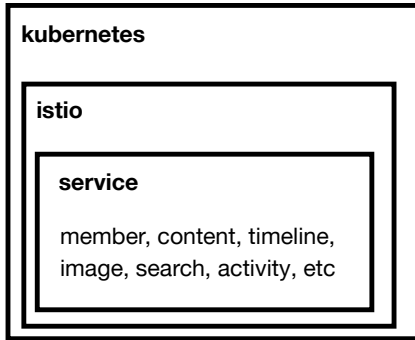 kubernetes
istio
service
member, content, timeline,
image, search, activity, etc